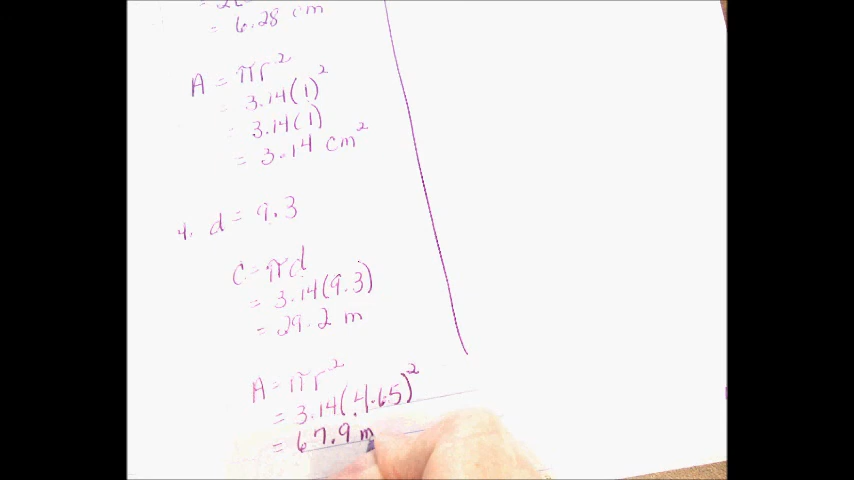 = 6.28 cm
A = πr²
= 3.14(1)²
= 3.14(1)
= 3.14 cm²
4. d = 9.3
C = πd
= 3.14(9.3)
= 29.2 m
A = πr²
= 3.14(4.65)²
= 67.9 m